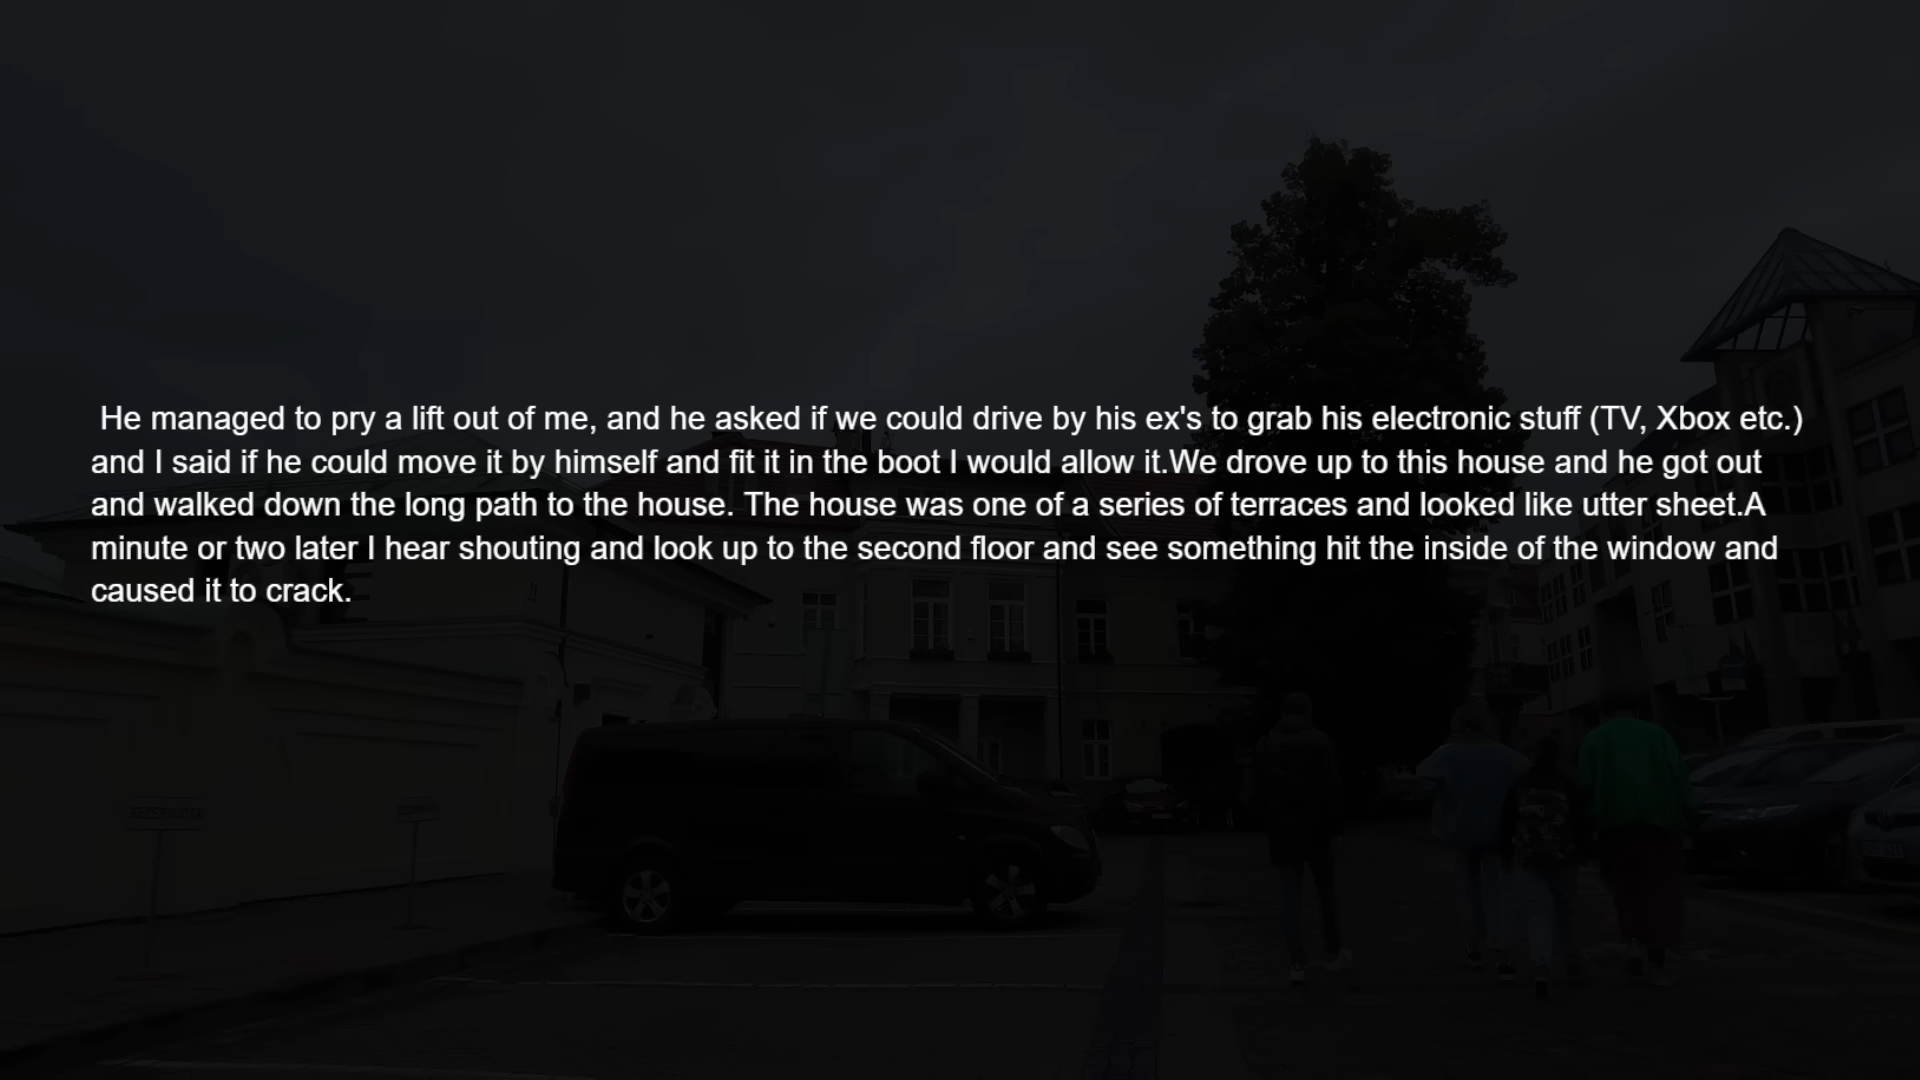 He managed to pry a lift out of me, and he asked if we could drive by his ex's to grab his electronic stuff (TV, Xbox etc.)
and I said if he could move it by himself and fit it in the boot I would allow it.We drove up to this house and he got out
and walked down the long path to the house. The house was one of a series of terraces and looked like utter sheet.A
minute or two later I hear shouting and look up to the second floor and see something hit the inside of the window and
caused it to crack.